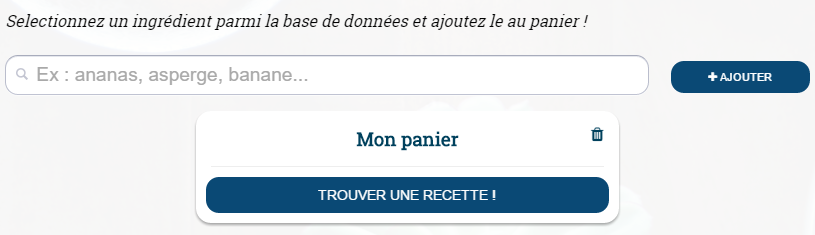 Selectionnez un ingrédient parmi la base de données et ajoutez le au panier !
Ex : ananas, asperge, banane...
AJOUTER
Mon panier
TROUVER UNE RECETTE !